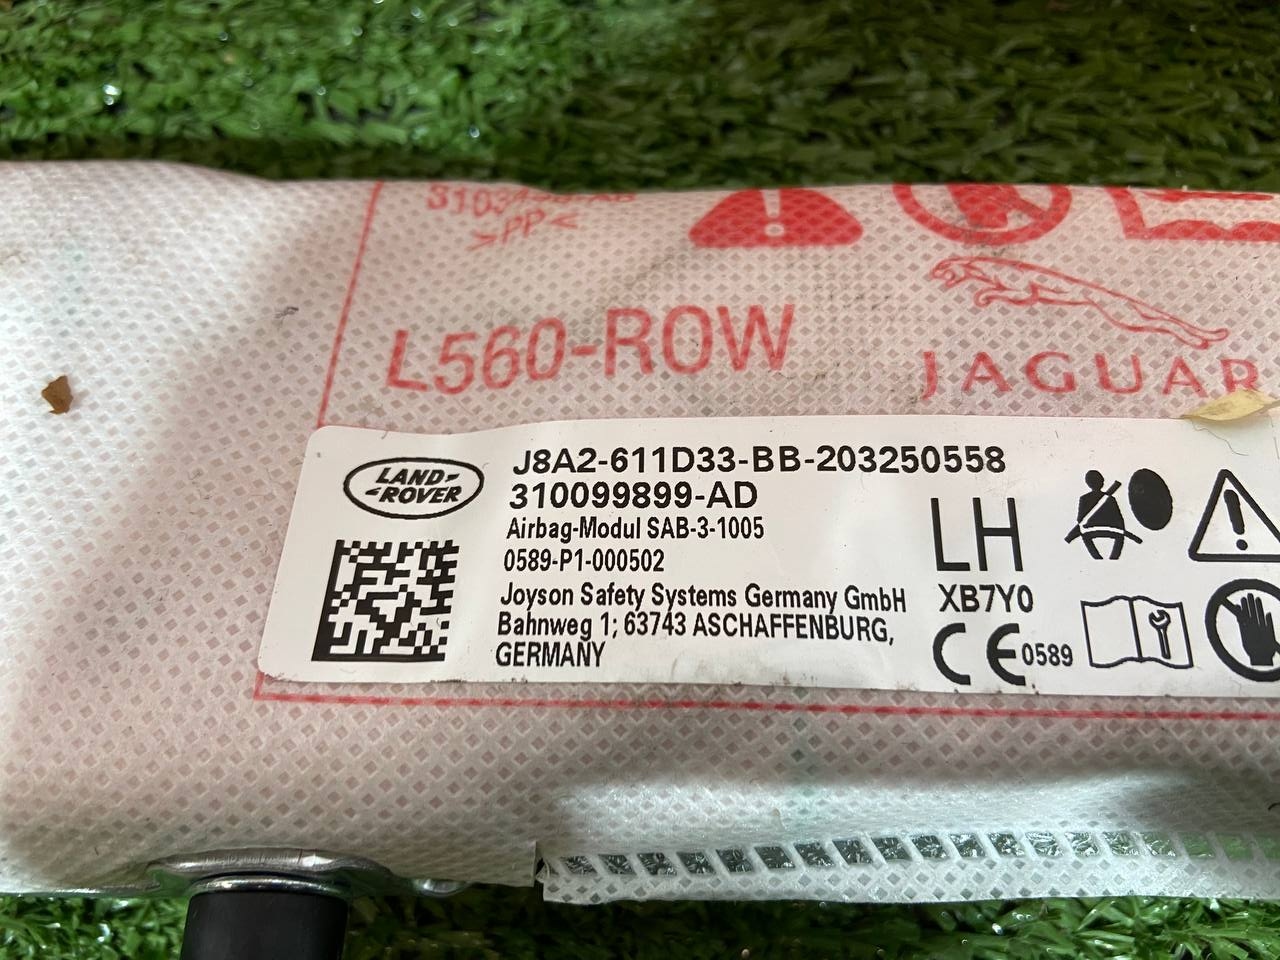 >PP<
L560-ROW
JAGUAR
LAND-
-ROVER
J8A2-611D33-BB-203250558
310099899-AD
Airbag-Modul SAB-3-1005
0589-P1-000502
Joyson Safety Systems Germany GmbH
Bahnweg 1; 63743 ASCHAFFENBURG,
GERMANY
LH
XB7Y0
CE 0589